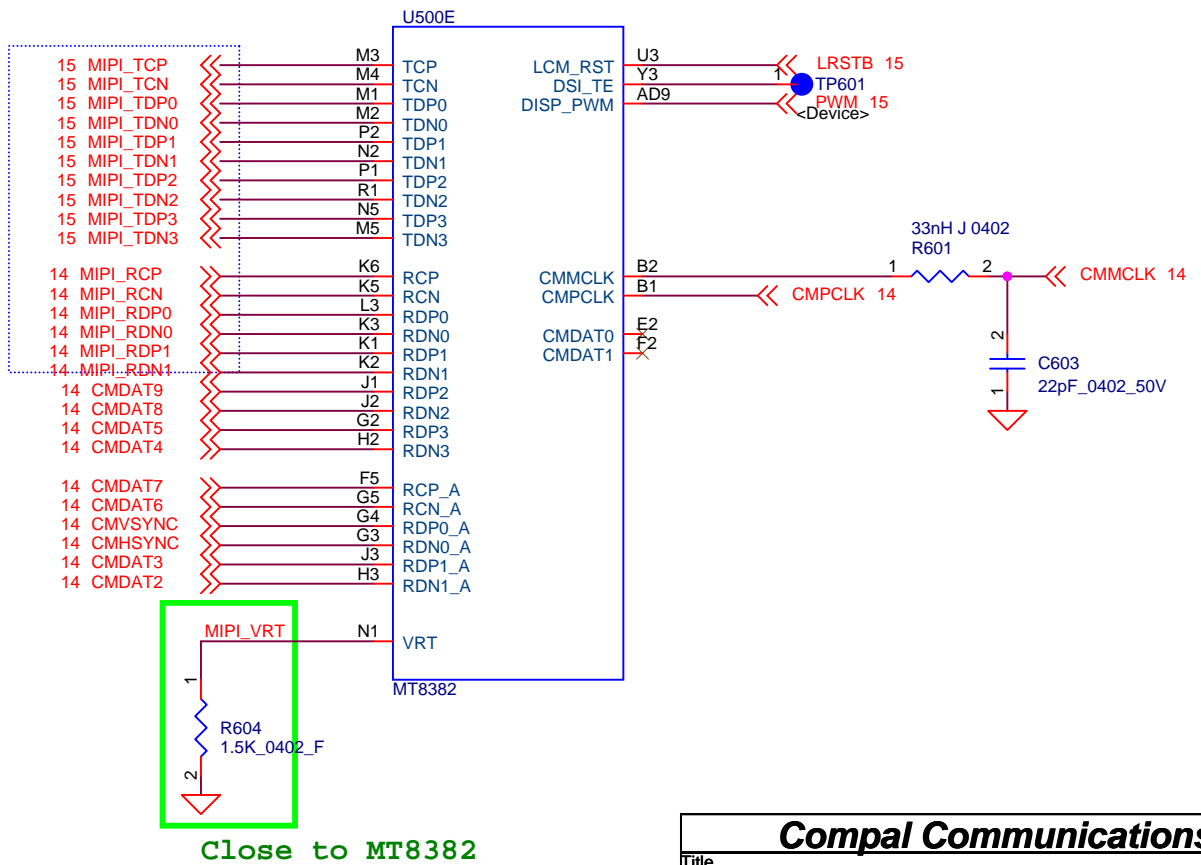 U500E
15 MIPI_TCP M3 TCP
15 MIPI_TCN M4 TCN
15 MIPI_TDP0 M1 TDP0
15 MIPI_TDN0 M2 TDN0
15 MIPI_TDP1 P2 TDP1
15 MIPI_TDN1 N2 TDN1
15 MIPI_TDP2 P1 TDP2
15 MIPI_TDN2 R1 TDN2
15 MIPI_TDP3 N5 TDP3
15 MIPI_TDN3 M5 TDN3
LCM_RST U3 LRSTB 15
DSI_TE Y3 1 TP601
DISP_PWM AD9 PWM 15
<Device>
14 MIPI_RCP K6 RCP
14 MIPI_RCN K5 RCN
14 MIPI_RDP0 L3 RDP0
14 MIPI_RDN0 K3 RDN0
14 MIPI_RDP1 K1 RDP1
14 MIPI_RDN1 K2 RDN1
14 CMDAT9 J1 RDP2
14 CMDAT8 J2 RDN2
14 CMDAT5 G2 RDP3
14 CMDAT4 H2 RDN3
33nH J 0402
R601
CMMCLK B2 1 2 CMMCLK 14
CMPCLK B1 CMPCLK 14
CMDAT0 E2
CMDAT1 F2
2
C603
22pF_0402_50V
1
14 CMDAT7 F5 RCP_A
14 CMDAT6 G5 RCN_A
14 CMVSYNC G4 RDP0_A
14 CMHSYNC G3 RDN0_A
14 CMDAT3 J3 RDP1_A
14 CMDAT2 H3 RDN1_A
MIPI_VRT N1 VRT
MT8382
1
R604
1.5K_0402_F
2
Close to MT8382
Compal Communications
Title